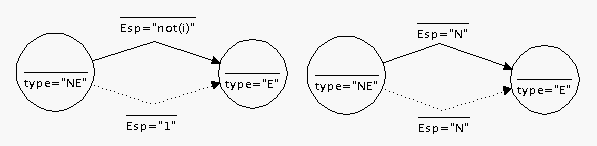 Esp="not(i)"
type="NE"
type="E"
Esp="1"
Esp="N"
type="NE"
type="E"
Esp="N"